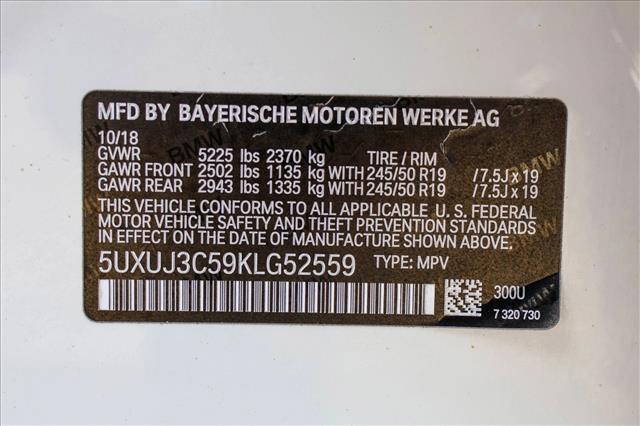 MFD BY BAYERISCHE MOTOREN WERKE AG
10/18
GVWR 5225 lbs 2370 kg TIRE / RIM
GAWR FRONT 2502 lbs 1135 kg WITH 245/50 R19 / 7.5J x 19
GAWR REAR 2943 lbs 1335 kg WITH 245/50 R19 / 7.5J x 19
THIS VEHICLE CONFORMS TO ALL APPLICABLE U. S. FEDERAL
MOTOR VEHICLE SAFETY AND THEFT PREVENTION STANDARDS
IN EFFECT ON THE DATE OF MANUFACTURE SHOWN ABOVE.
5UXUJ3C59KLG52559 TYPE: MPV
300U
7 320 730